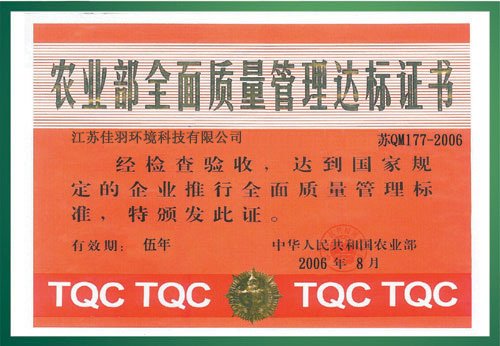 农业部全面质量管理达标证书
江苏佳羽环境科技有限公司 苏QM177-2006
经检查验收，达到国家规
定的企业推行全面质量管理标
准，特颁发此证。
有效期：伍年 中华人民共和国农业部
2006 年 8 月
TQC TQC TQC TQC